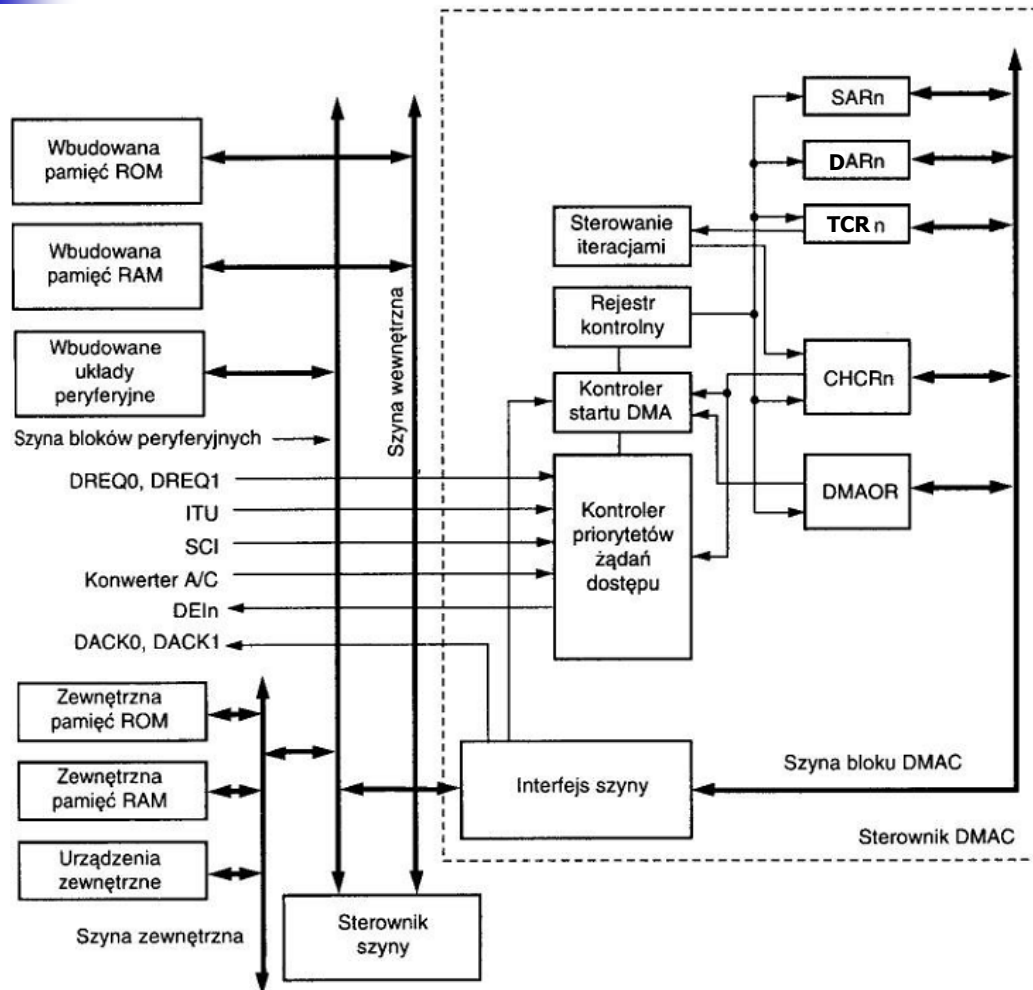 Wbudowana
pamięć ROM
Wbudowana
pamięć RAM
Wbudowane
układy
peryferyjne
Szyna bloków peryferyjnych
DREQ0, DREQ1
ITU
SCI
Konwerter A/C
DEIn
DACK0, DACK1
Zewnętrzna
pamięć ROM
Zewnętrzna
pamięć RAM
Urządzenia
zewnętrzne
Szyna zewnętrzna
Szyna wewnętrzna
Sterownik
szyny
SARn
DARn
TCR n
Sterowanie
iteracjami
Rejestr
kontrolny
Kontroler
startu DMA
CHCRn
Kontroler
priorytetów
żądań
dostępu
DMAOR
Interfejs szyny
Szyna bloku DMAC
Sterownik DMAC